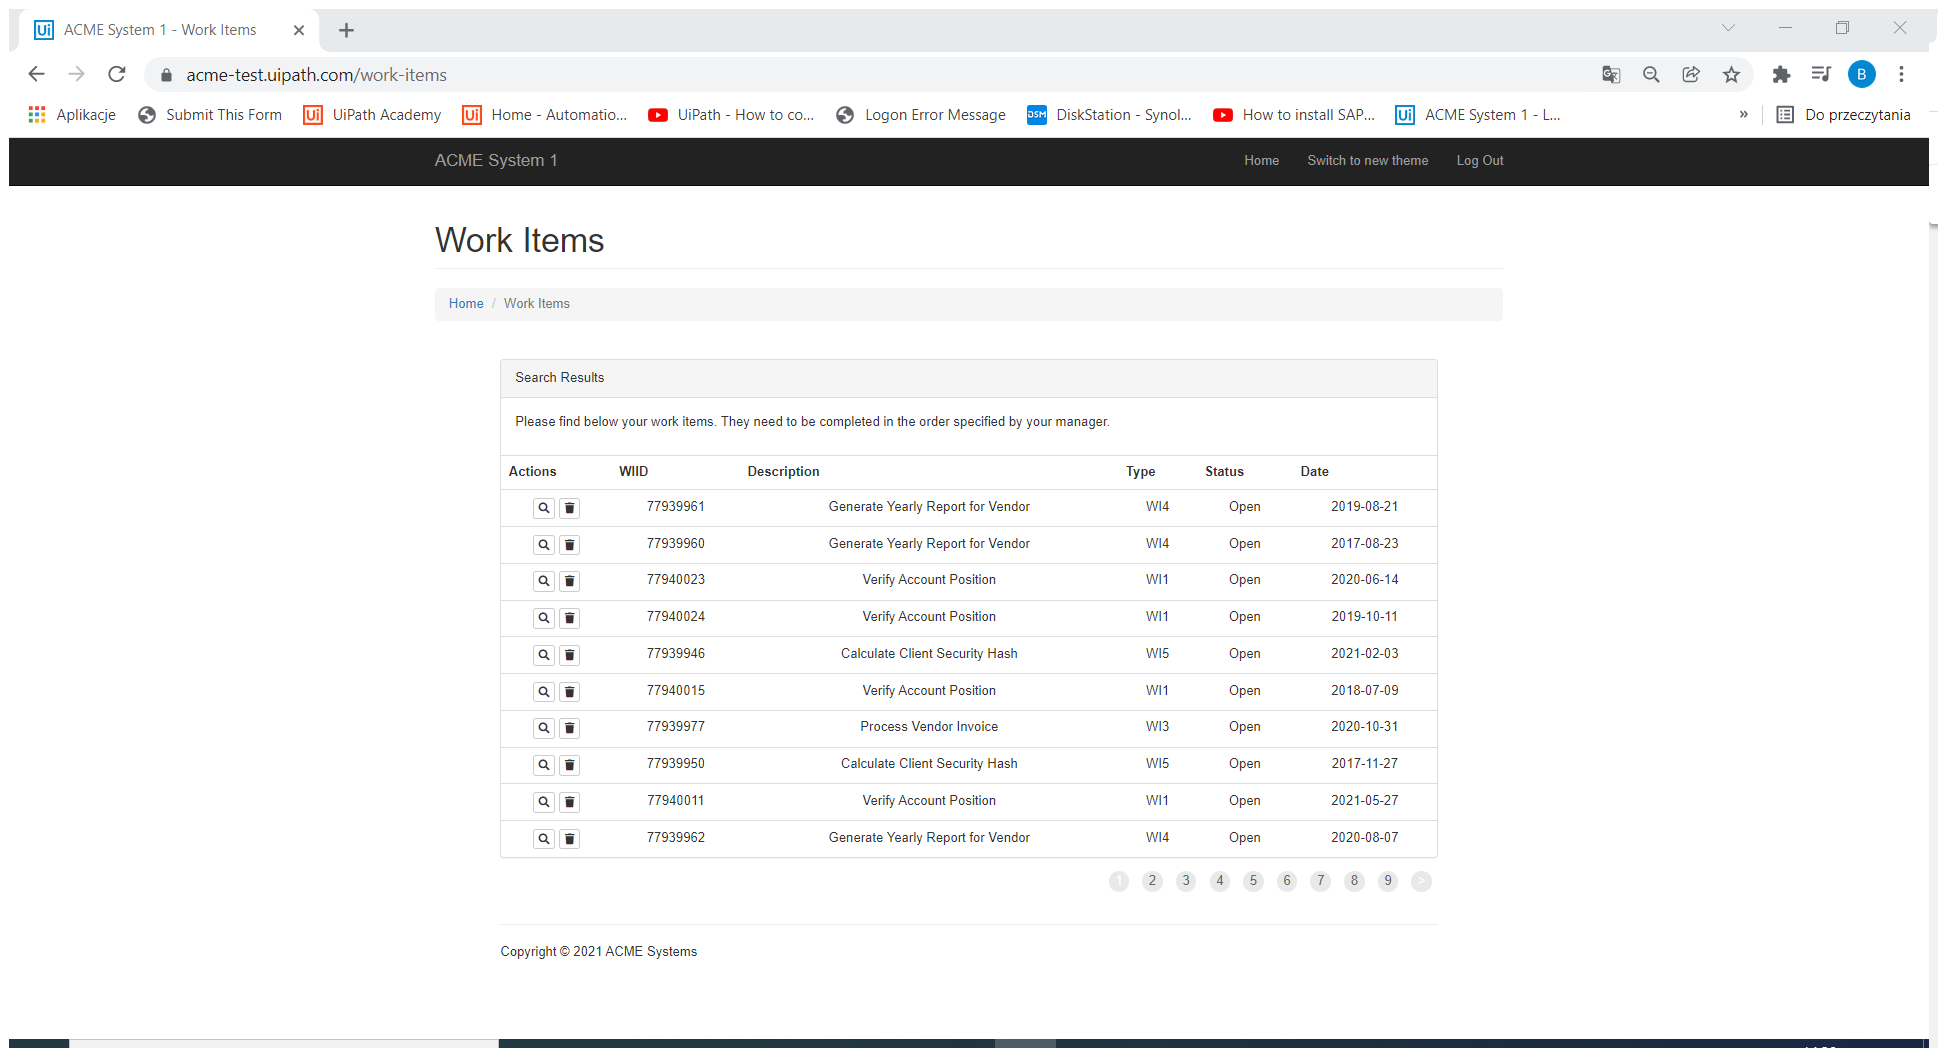 ACME System 1 - Work Items
acme-test.uipath.com/work-items
Aplikacje Submit This Form UiPath Academy Home - Automatio... UiPath - How to co... Logon Error Message DiskStation - Synol... How to install SAP... ACME System 1 - L... » Do przeczytania
ACME System 1 Home Switch to new theme Log Out
Work Items
Home / Work Items
Search Results
Please find below your work items. They need to be completed in the order specified by your manager.
Actions WIID Description Type Status Date
77939961 Generate Yearly Report for Vendor WI4 Open 2019-08-21
77939960 Generate Yearly Report for Vendor WI4 Open 2017-08-23
77940023 Verify Account Position WI1 Open 2020-06-14
77940024 Verify Account Position WI1 Open 2019-10-11
77939946 Calculate Client Security Hash WI5 Open 2021-02-03
77940015 Verify Account Position WI1 Open 2018-07-09
77939977 Process Vendor Invoice WI3 Open 2020-10-31
77939950 Calculate Client Security Hash WI5 Open 2017-11-27
77940011 Verify Account Position WI1 Open 2021-05-27
77939962 Generate Yearly Report for Vendor WI4 Open 2020-08-07
1 2 3 4 5 6 7 8 9 >
Copyright © 2021 ACME Systems